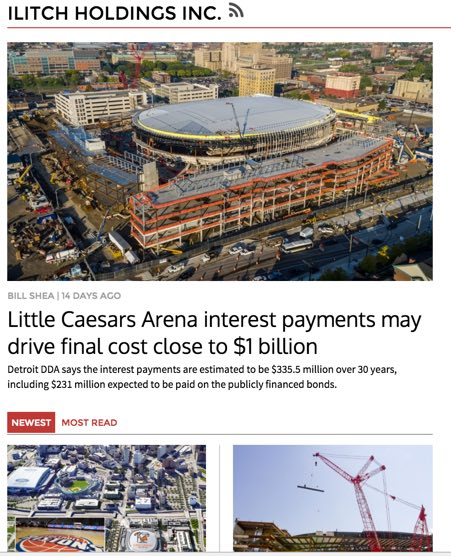 ILITCH HOLDINGS INC.
BILL SHEA | 14 DAYS AGO
Little Caesars Arena interest payments may
drive final cost close to $1 billion
Detroit DDA says the interest payments are estimated to be $335.5 million over 30 years,
including $231 million expected to be paid on the publicly financed bonds.
NEWEST
MOST READ